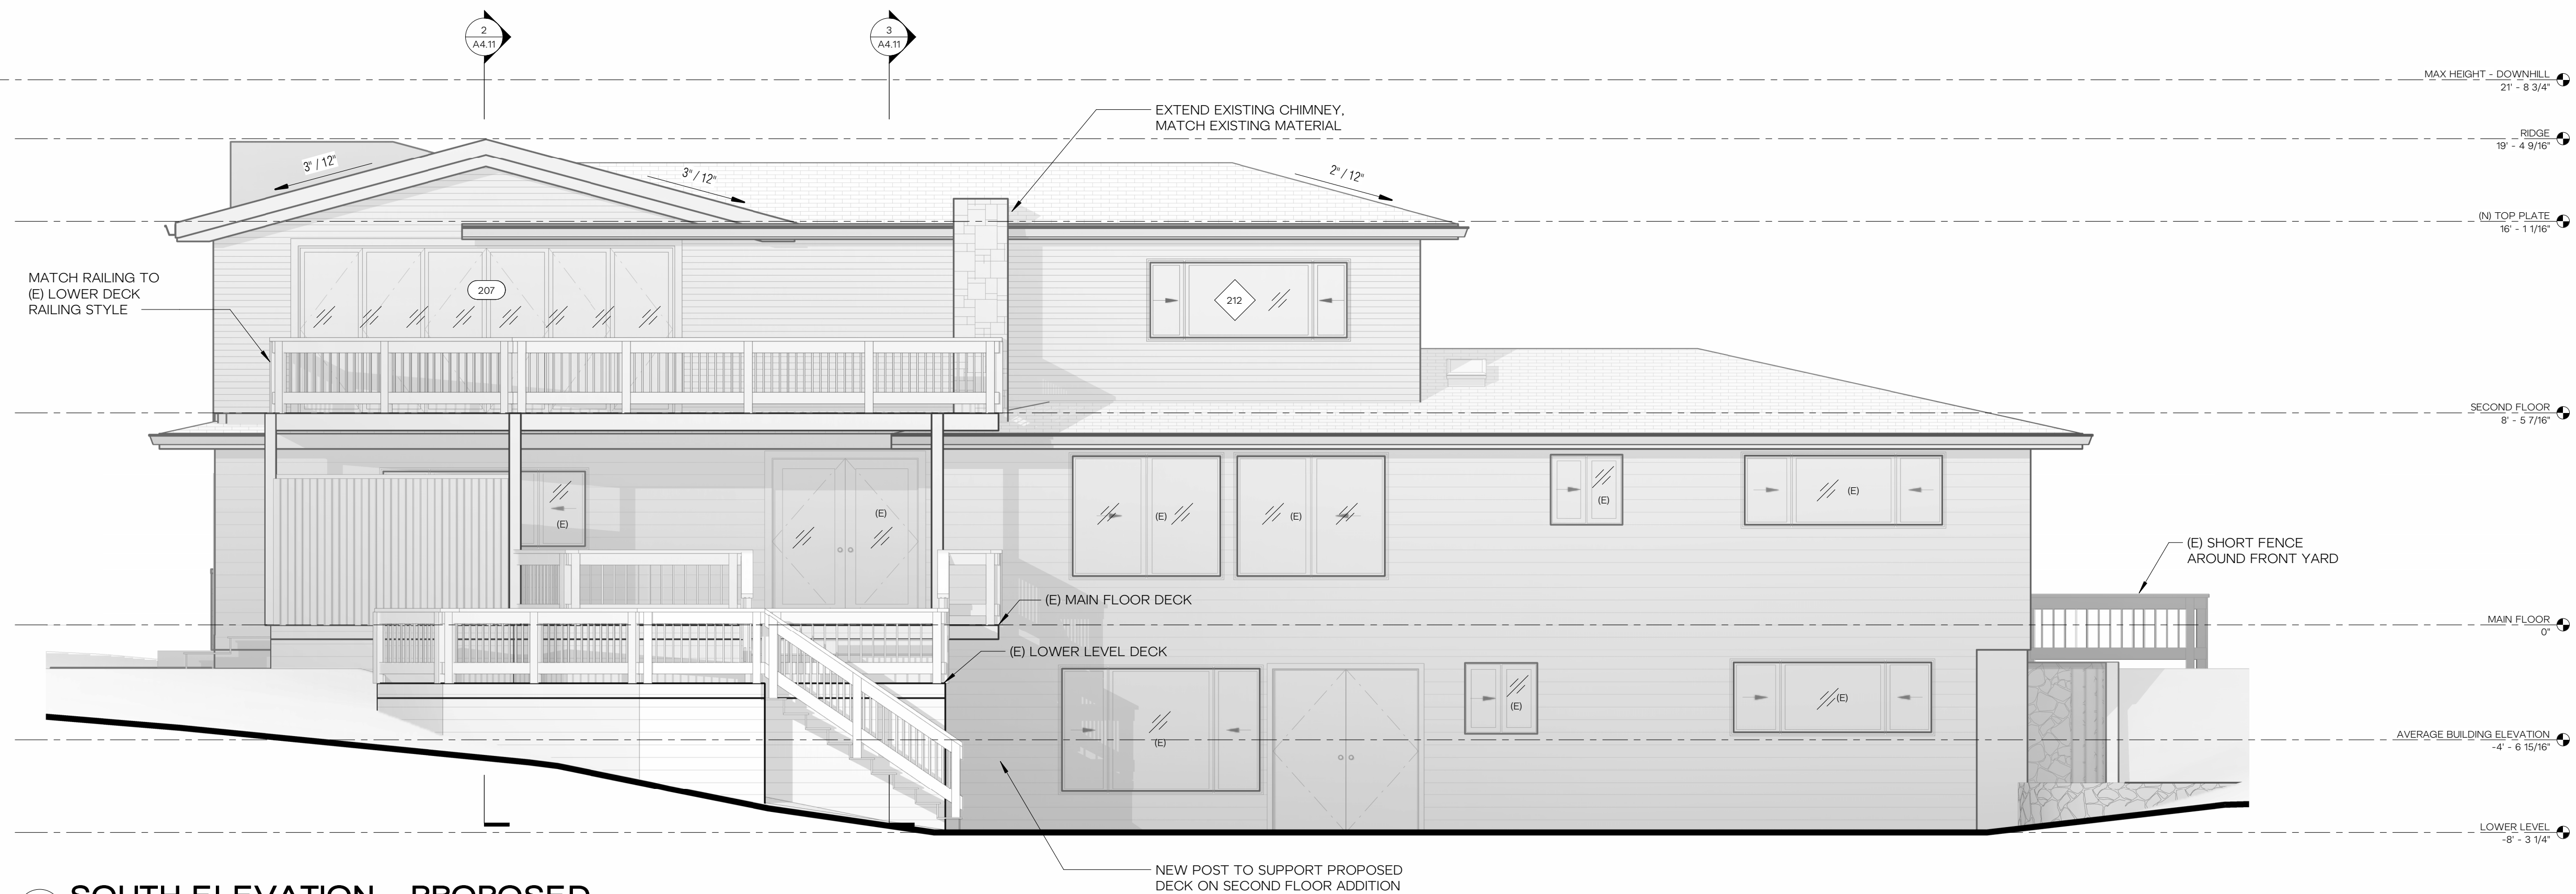 2
A4.11
3
A4.11
MAX HEIGHT - DOWNHILL
21' - 8 3/4"
EXTEND EXISTING CHIMNEY,
MATCH EXISTING MATERIAL
RIDGE
19' - 4 9/16"
3" / 12"
3" / 12"
2" / 12"
(N) TOP PLATE
16' - 1 1/16"
MATCH RAILING TO
(E) LOWER DECK
RAILING STYLE
207
212
SECOND FLOOR
8' - 5 7/16"
(E)
(E)
(E)
(E)
(E)
(E)
(E) SHORT FENCE
AROUND FRONT YARD
(E) MAIN FLOOR DECK
MAIN FLOOR
0"
(E) LOWER LEVEL DECK
(E)
(E)
(E)
AVERAGE BUILDING ELEVATION
-4' - 6 15/16"
LOWER LEVEL
-8' - 3 1/4"
NEW POST TO SUPPORT PROPOSED
DECK ON SECOND FLOOR ADDITION
SOUTH ELEVATION - PROPOSED